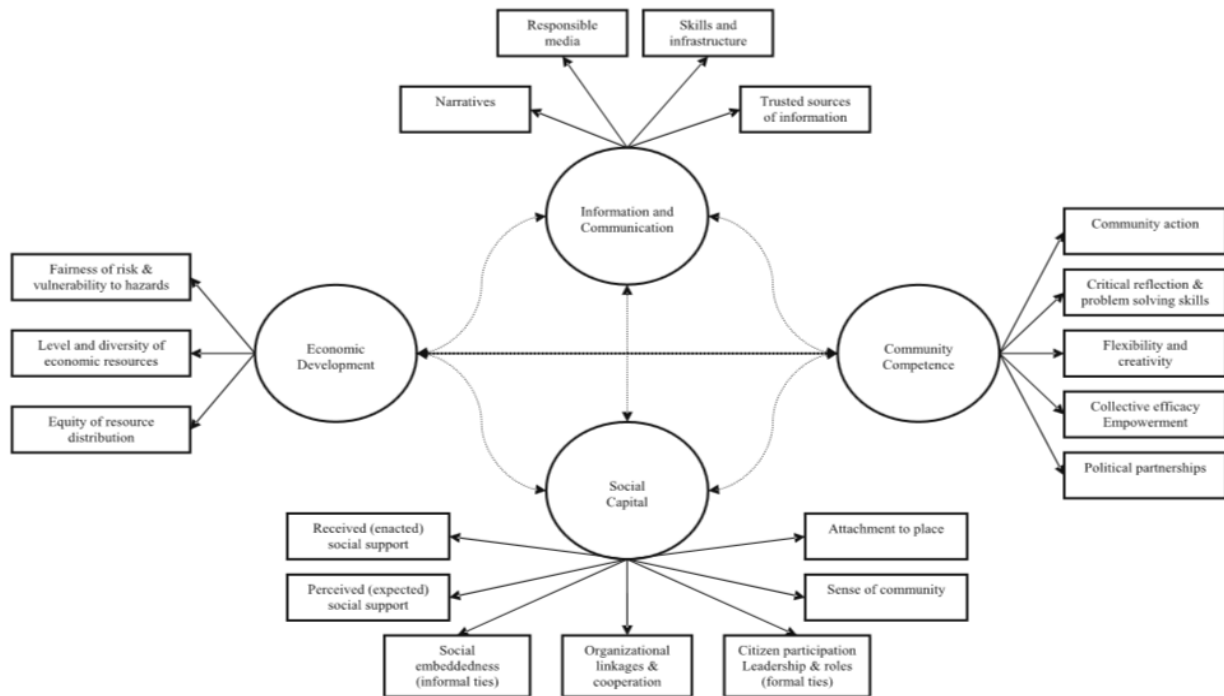 Responsible
media
Skills and
infrastructure
Narratives
Trusted sources
of information
Information and
Communication
Fairness of risk &
vulnerability to hazards
Level and diversity of
economic resources
Equity of resource
distribution
Economic
Development
Community
Competence
Community action
Critical reflection &
problem solving skills
Flexibility and
creativity
Collective efficacy
Empowerment
Political partnerships
Social
Capital
Received (enacted)
social support
Perceived (expected)
social support
Social
embeddedness
(informal ties)
Organizational
linkages &
cooperation
Citizen participation
Leadership & roles
(formal ties)
Sense of community
Attachment to place